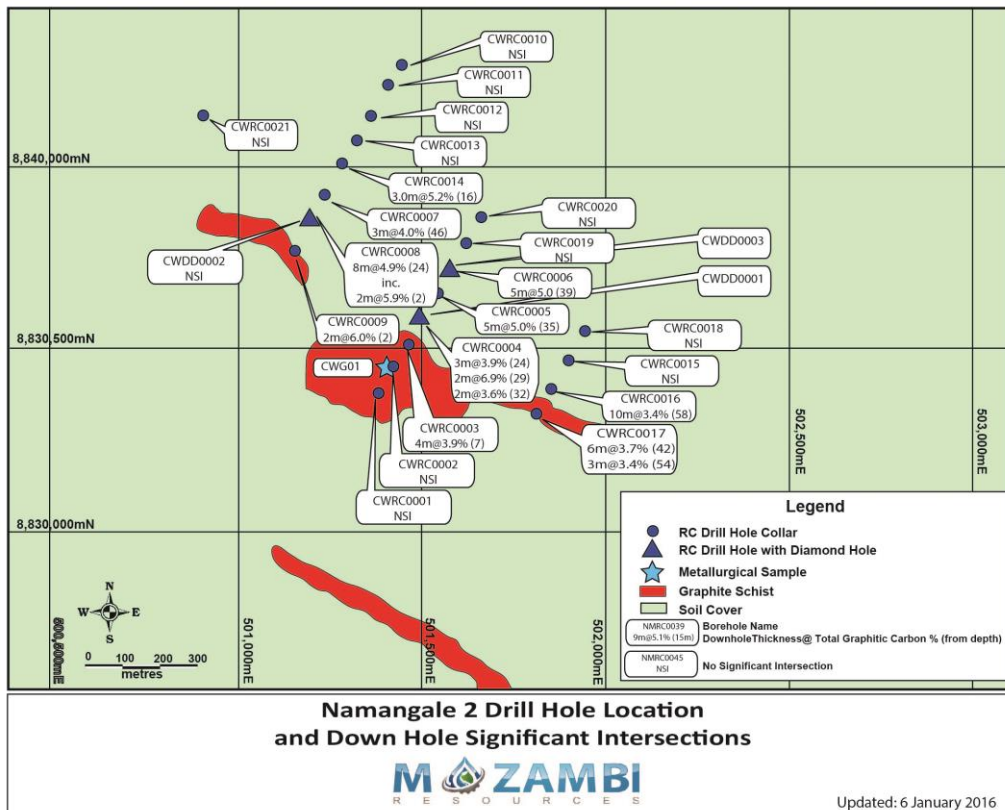 CWRC0010
NSI
CWRC0011
NSI
CWRC0012
NSI
CWRC0021
NSI
CWRC0013
NSI
8,840,000mN
CWRC0014
3.0m@5.2% (16)
CWRC0007
3m@4.0% (46)
CWRC0020
NSI
CWRC0019
NSI
CWDD0003
CWDD0002
NSI
CWRC0008
8m@4.9% (24)
inc.
2m@5.9% (2)
CWRC0006
5m@5.0 (39)
CWDD0001
CWRC0009
2m@6.0% (2)
CWRC0005
5m@5.0% (35)
CWRC0018
NSI
8,830,500mN
CWRC0004
3m@3.9% (24)
2m@6.9% (29)
2m@3.6% (32)
CWG01
CWRC0015
NSI
CWRC0016
10m@3.4% (58)
CWRC0003
4m@3.9% (7)
CWRC0017
6m@3.7% (42)
3m@3.4% (54)
CWRC0002
NSI
CWRC0001
NSI
502,500mE
503,000mE
8,830,000mN
Legend
RC Drill Hole Collar
RC Drill Hole with Diamond Hole
Metallurgical Sample
Graphite Schist
Soil Cover
NMRC0039
9m@5.1% (15m)
Borehole Name
DownholeThickness@ Total Graphitic Carbon % (from depth)
NMRC0045
NSI
No Significant Intersection
N
W E
S
0 100 200 300
metres
500,500mE
501,000mE
501,500mE
502,000mE
Namangale 2 Drill Hole Location
and Down Hole Significant Intersections
MOZAMBI
RESOURCES
Updated: 6 January 2016